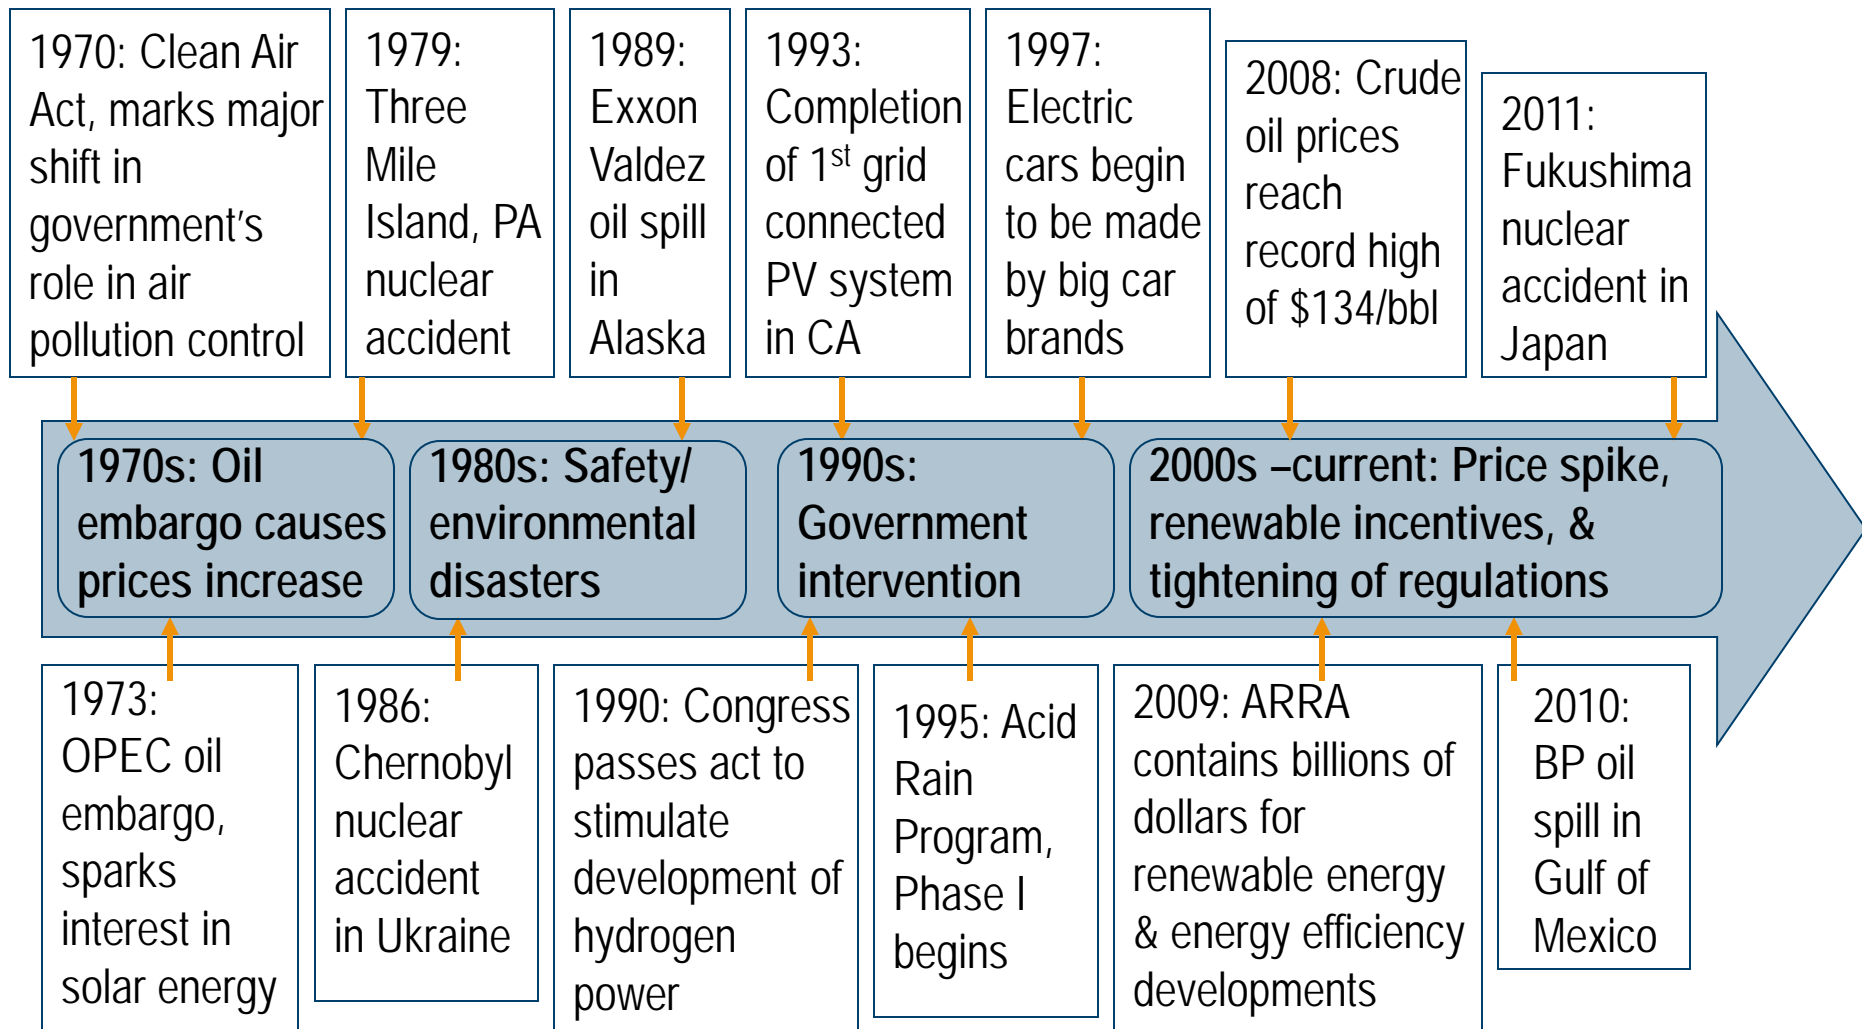 1970: Clean Air
Act, marks major
shift in
government's
role in air
pollution control
1979:
Three
Mile
Island, PA
nuclear
accident
1989:
Exxon
Valdez
oil spill
in
Alaska
1993:
Completion
of 1st grid
connected
PV system
in CA
1997:
Electric
cars begin
to be made
by big car
brands
2008: Crude
oil prices
reach
record high
of $134/bbl
2011:
Fukushima
nuclear
accident in
Japan
1970s: Oil
embargo causes
prices increase
1980s: Safety/
environmental
disasters
1990s:
Government
intervention
2000s –current: Price spike,
renewable incentives, &
tightening of regulations
1973:
OPEC oil
embargo,
sparks
interest in
solar energy
1986:
Chernobyl
nuclear
accident
in Ukraine
1990: Congress
passes act to
stimulate
development of
hydrogen
power
1995: Acid
Rain
Program,
Phase I
begins
2009: ARRA
contains billions of
dollars for
renewable energy
& energy efficiency
developments
2010:
BP oil
spill in
Gulf of
Mexico